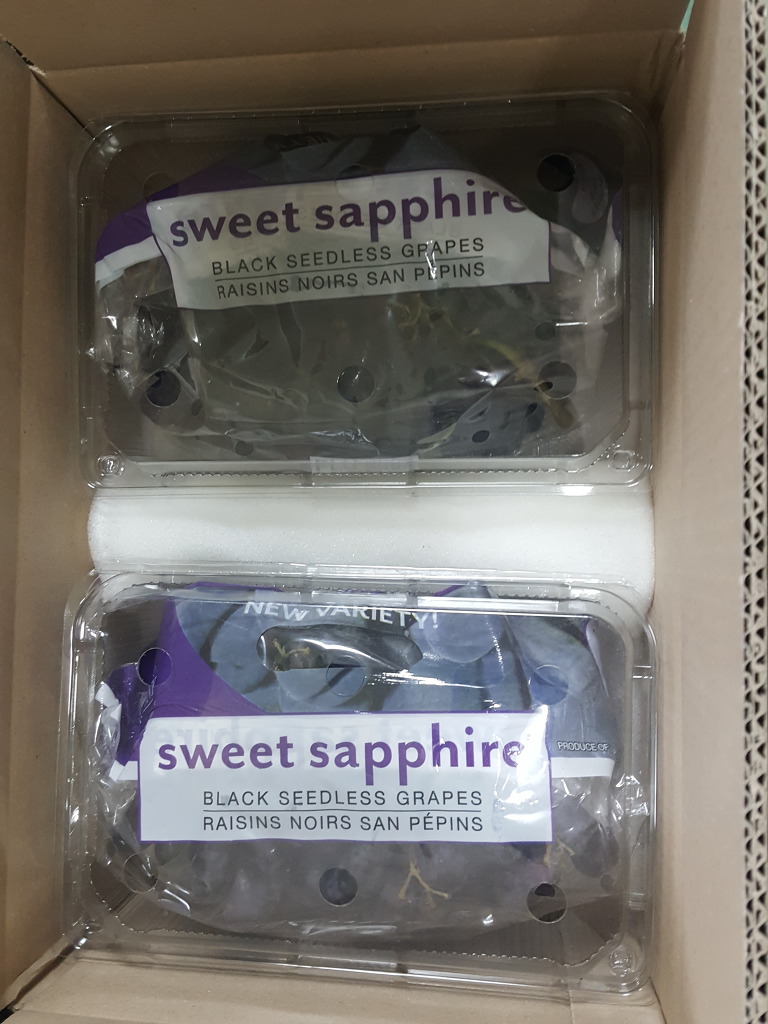 sweet sapphire
BLACK SEEDLESS GRAPES
RAISINS NOIRS SAN PÉPINS
NEW VARIETY!
sweet sapphire
PRODUCE OF
BLACK SEEDLESS GRAPES
RAISINS NOIRS SAN PÉPINS